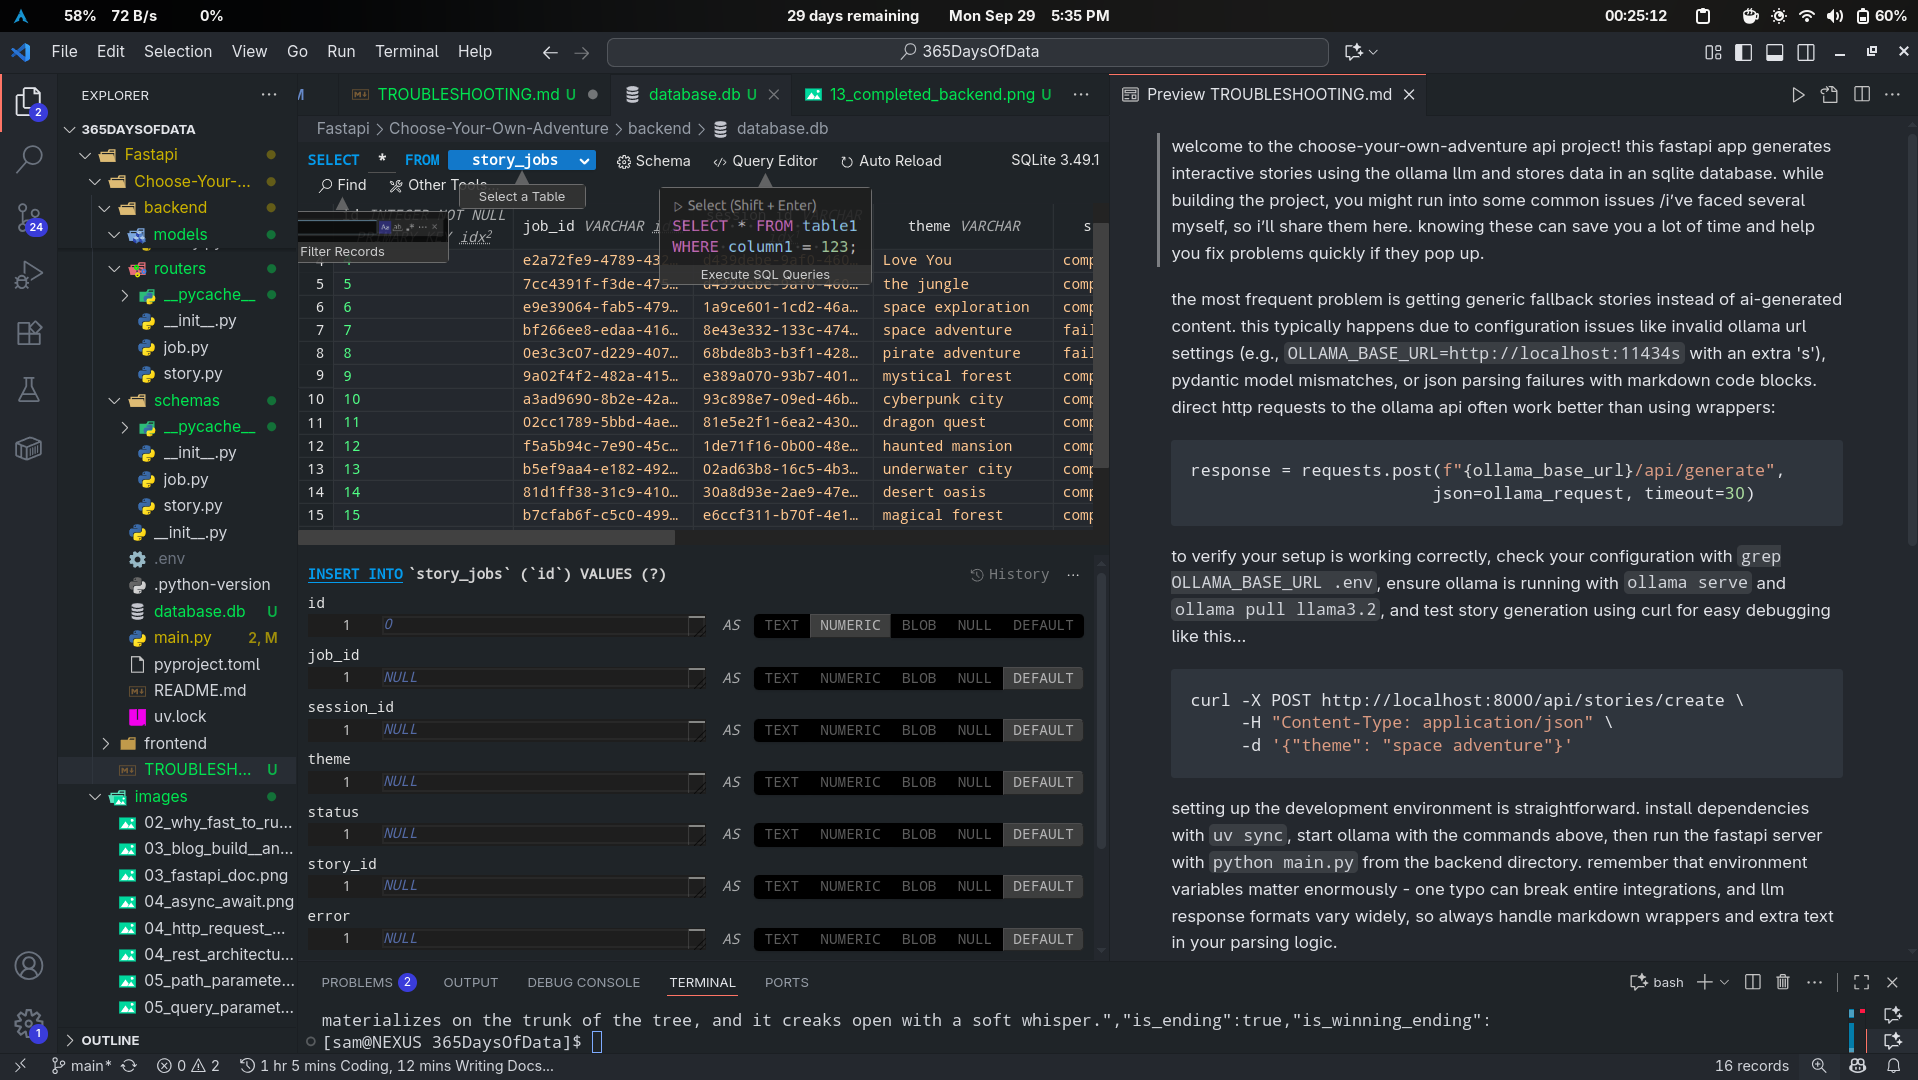 58% 72 B/s 0% 29 days remaining Mon Sep 29 5:35 PM 00:25:12 60%
File Edit Selection View Go Run Terminal Help 365DaysOfData
EXPLORER
2
24
1
365DAYSOFDATA
Fastapi
Choose-Your-...
backend
models
routers
__pycache__
__init__.py
job.py
story.py
schemas
__pycache__
__init__.py
job.py
story.py
__init__.py
.env
.python-version
database.db U
main.py 2, M
pyproject.toml
README.md
uv.lock
frontend
TROUBLESH... U
images
02_why_fast_to_ru...
03_blog_build__an...
03_fastapi_doc.png
04_async_await.png
04_http_request_...
04_rest_architectu...
05_path_paramete...
05_query_paramet...
OUTLINE
TROUBLESHOOTING.md U database.db U 13_completed_backend.png U
Fastapi > Choose-Your-Own-Adventure > backend > database.db
SELECT * FROM story_jobs Schema Query Editor Auto Reload SQLite 3.49.1
Find Other Tools
Select a Table
Select (Shift + Enter)
SELECT * FROM table1
WHERE column1 = 123;
Execute SQL Queries
Filter Records
job_id VARCHAR theme VARCHAR s
e2a72fe9-4789-432… d439debe-9af0-460… Love You comp
5 5 7cc4391f-f3de-475… d439debe-9af0-460… the jungle comp
6 6 e9e39064-fab5-479… 1a9ce601-1cd2-46a… space exploration comp
7 7 bf266ee8-edaa-416… 8e43e332-133c-474… space adventure fail
8 8 0e3c3c07-d229-407… 68bde8b3-b3f1-428… pirate adventure fail
9 9 9a02f4f2-482a-415… e389a070-93b7-401… mystical forest comp
10 10 a3ad9690-8b2e-42a… 93c898e7-09ed-46b… cyberpunk city comp
11 11 02cc1789-5bbd-4ae… 81e5e2f1-6ea2-430… dragon quest comp
12 12 f5a5b94c-7e90-45c… 1de71f16-0b00-48e… haunted mansion comp
13 13 b5ef9aa4-e182-492… 02ad63b8-16c5-4b3… underwater city comp
14 14 81d1ff38-31c9-410… 30a8d93e-2ae9-47e… desert oasis comp
15 15 b7cfab6f-c5c0-499… e6ccf311-b70f-4e1… magical forest comp
INSERT INTO `story_jobs` (`id`) VALUES (?) History
id
1 0 AS TEXT NUMERIC BLOB NULL DEFAULT
job_id
1 NULL AS TEXT NUMERIC BLOB NULL DEFAULT
session_id
1 NULL AS TEXT NUMERIC BLOB NULL DEFAULT
theme
1 NULL AS TEXT NUMERIC BLOB NULL DEFAULT
status
1 NULL AS TEXT NUMERIC BLOB NULL DEFAULT
story_id
1 NULL AS TEXT NUMERIC BLOB NULL DEFAULT
error
1 NULL AS TEXT NUMERIC BLOB NULL DEFAULT
Preview TROUBLESHOOTING.md
welcome to the choose-your-own-adventure api project! this fastapi app generates
interactive stories using the ollama llm and stores data in an sqlite database. while
building the project, you might run into some common issues /i've faced several
myself, so i'll share them here. knowing these can save you a lot of time and help
you fix problems quickly if they pop up.
the most frequent problem is getting generic fallback stories instead of ai-generated
content. this typically happens due to configuration issues like invalid ollama url
settings (e.g., OLLAMA_BASE_URL=http://localhost:11434s with an extra 's'),
pydantic model mismatches, or json parsing failures with markdown code blocks.
direct http requests to the ollama api often work better than using wrappers:
response = requests.post(f"{ollama_base_url}/api/generate",
json=ollama_request, timeout=30)
to verify your setup is working correctly, check your configuration with grep
OLLAMA_BASE_URL .env, ensure ollama is running with ollama serve and
ollama pull llama3.2, and test story generation using curl for easy debugging
like this...
curl -X POST http://localhost:8000/api/stories/create \
-H "Content-Type: application/json" \
-d '{"theme": "space adventure"}'
setting up the development environment is straightforward. install dependencies
with uv sync, start ollama with the commands above, then run the fastapi server
with python main.py from the backend directory. remember that environment
variables matter enormously - one typo can break entire integrations, and llm
response formats vary widely, so always handle markdown wrappers and extra text
in your parsing logic.
PROBLEMS 2 OUTPUT DEBUG CONSOLE TERMINAL PORTS bash
materializes on the trunk of the tree, and it creaks open with a soft whisper.","is_ending":true,"is_winning_ending":
[sam@NEXUS 365DaysOfData]$
main* 0 2 1 hr 5 mins Coding, 12 mins Writing Docs... 16 records